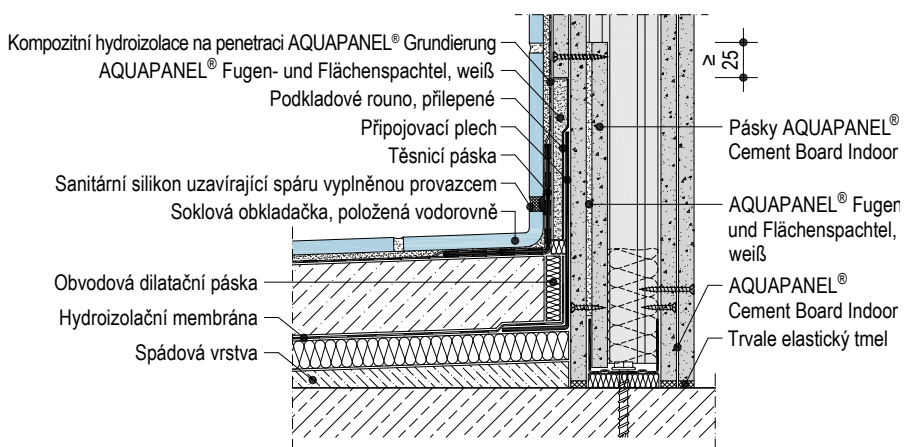 Kompozitní hydroizolace na penetraci AQUAPANEL® Grundierung
AQUAPANEL® Fugen- und Flächenspachtel, weiß
Podkladové rouno, přilepené
Připojovací plech
Těsnicí páska
Sanitární silikon uzavírající spáru vyplněnou provazcem
Soklová obkladačka, položená vodorovně
Obvodová dilatační páska
Hydroizolační membrána
Spádová vrstva
≥
25
Pásky AQUAPANEL®
Cement Board Indoor
AQUAPANEL® Fugen
und Flächenspachtel,
weiß
AQUAPANEL®
Cement Board Indoor
Trvale elastický tmel